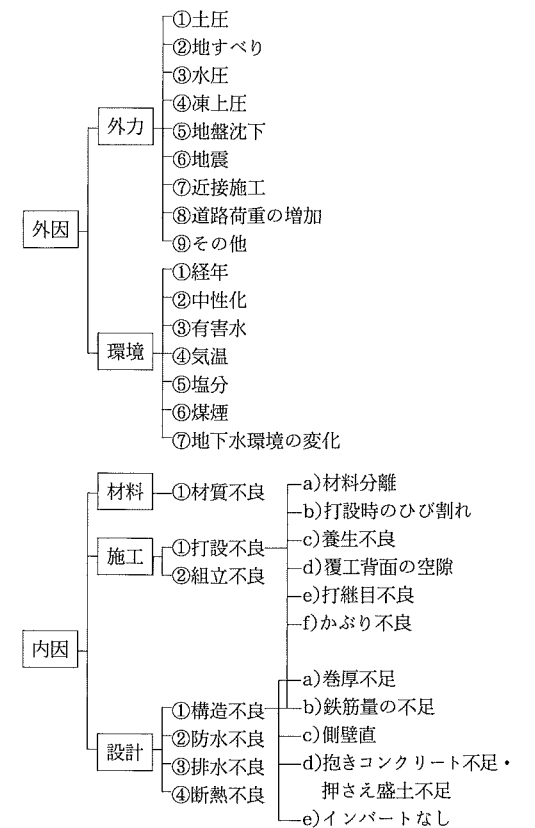 ①土圧
②地すべり
③水圧
④凍上圧
外力
⑤地盤沈下
⑥地震
⑦近接施工
⑧道路荷重の増加
外因
⑨その他
①経年
②中性化
③有害水
環境
④気温
⑤塩分
⑥煤煙
⑦地下水環境の変化
材料
①材質不良
a)材料分離
b)打設時のひび割れ
施工
①打設不良
c)養生不良
②組立不良
d)覆工背面の空隙
e)打継目不良
f)かぶり不良
内因
a)巻厚不足
①構造不良
b)鉄筋量の不足
設計
②防水不良
c)側壁直
③排水不良
d)抱きコンクリート不足・
④断熱不良
押さえ盛土不足
e)インバートなし